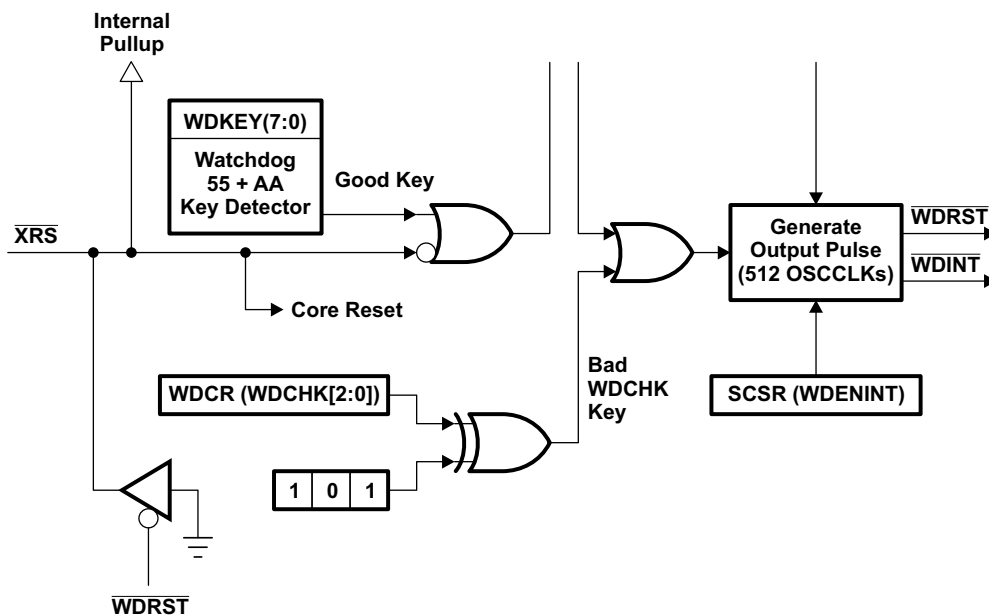 Internal
Pullup
WDKEY(7:0)
Watchdog
55 + AA
Key Detector
Good Key
XRS
Core Reset
Generate
Output Pulse
(512 OSCCLKs)
WDRST
WDINT
Bad
WDCHK
Key
WDCR (WDCHK[2:0])
SCSR (WDENINT)
1 0 1
WDRST